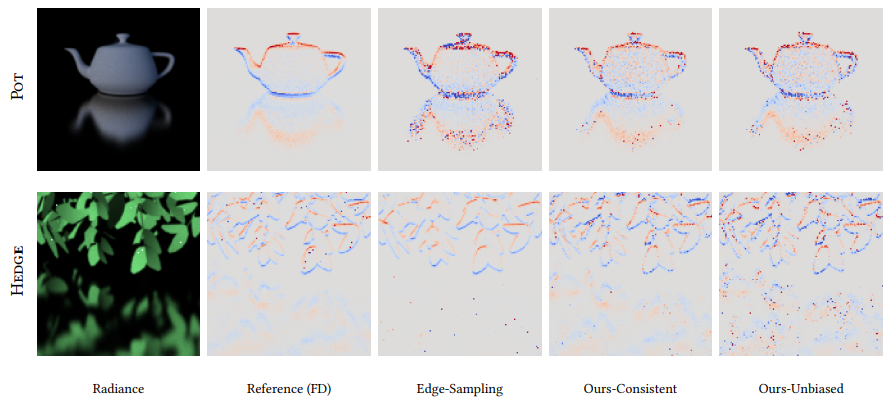 POT
HEDGE
Radiance
Reference (FD)
Edge-Sampling
Ours-Consistent
Ours-Unbiased